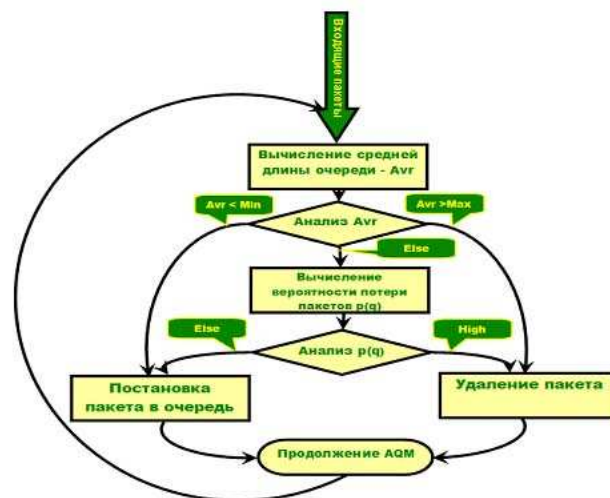 Входящие пакеты
Вычисление средней
длины очереди - Avr
Avr < Min
Avr >Max
Анализ Avr
Else
Вычисление
вероятности потери
пакетов p(q)
Else
High
Анализ p(q)
Постановка
пакета в очередь
Удаление пакета
Продолжение AQM